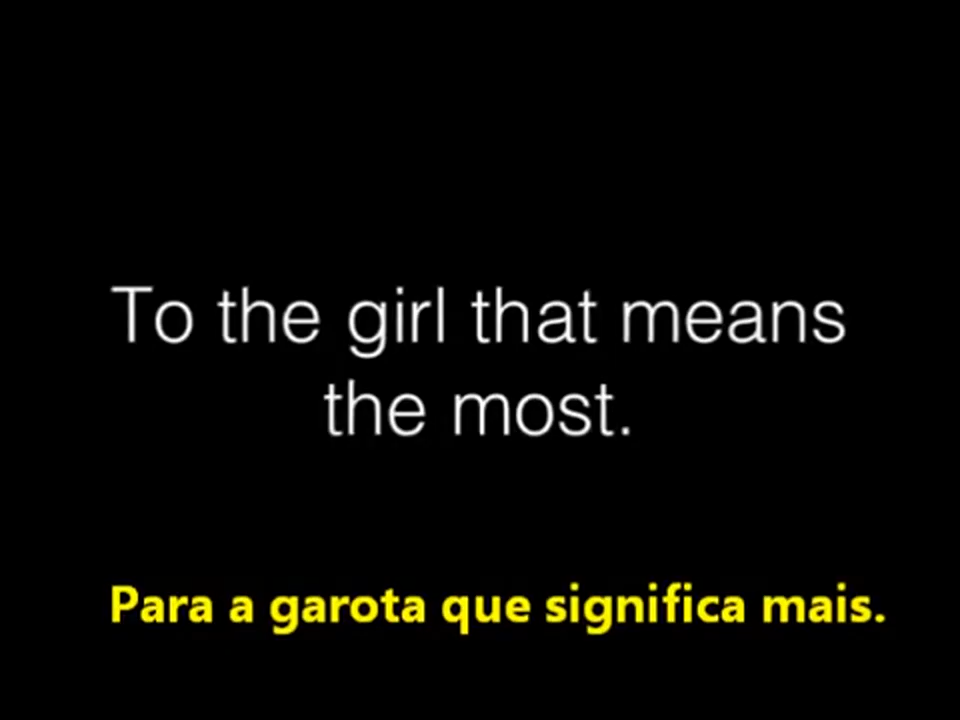 To the girl that means
the most.
Para a garota que significa mais.